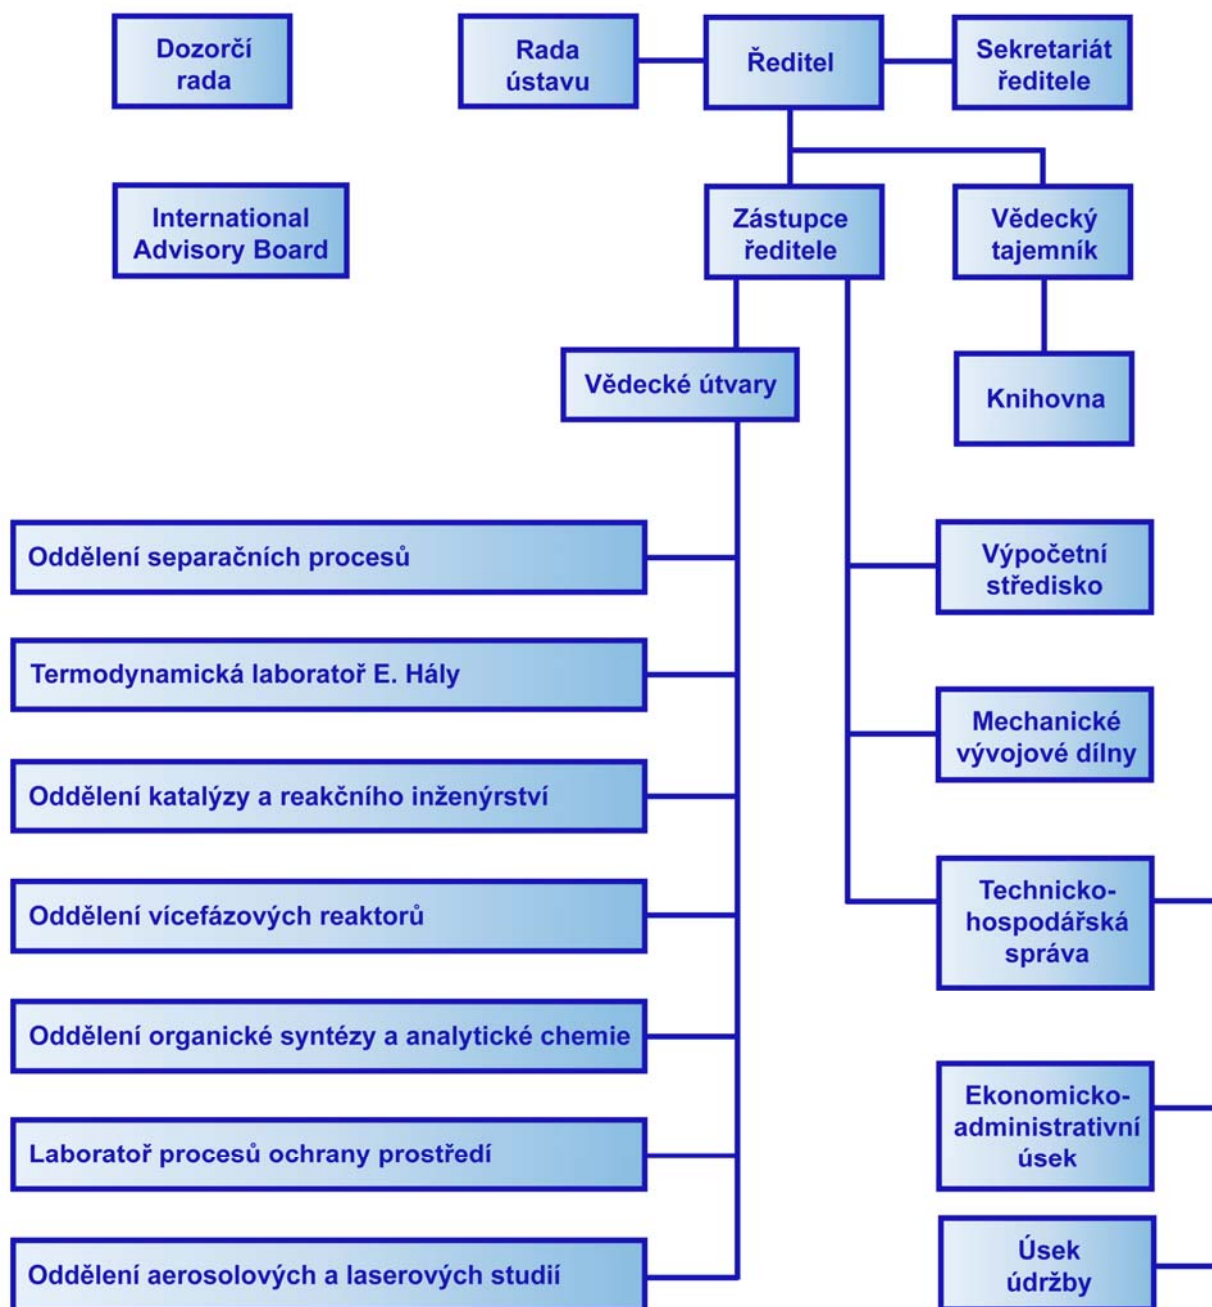 Dozorčí
rada
Rada
ústavu
Ředitel
Sekretariát
ředitele
International
Advisory Board
Zástupce
ředitele
Vědecký
tajemník
Vědecké útvary
Knihovna
Oddělení separačních procesů
Termodynamická laboratoř E. Hály
Oddělení katalýzy a reakčního inženýrství
Oddělení vícefázových reaktorů
Oddělení organické syntézy a analytické chemie
Laboratoř procesů ochrany prostředí
Oddělení aerosolových a laserových studií
Výpočetní
středisko
Mechanické
vývojové dílny
Technicko-
hospodářská
správa
Ekonomicko-
administrativní
úsek
Úsek
údržby